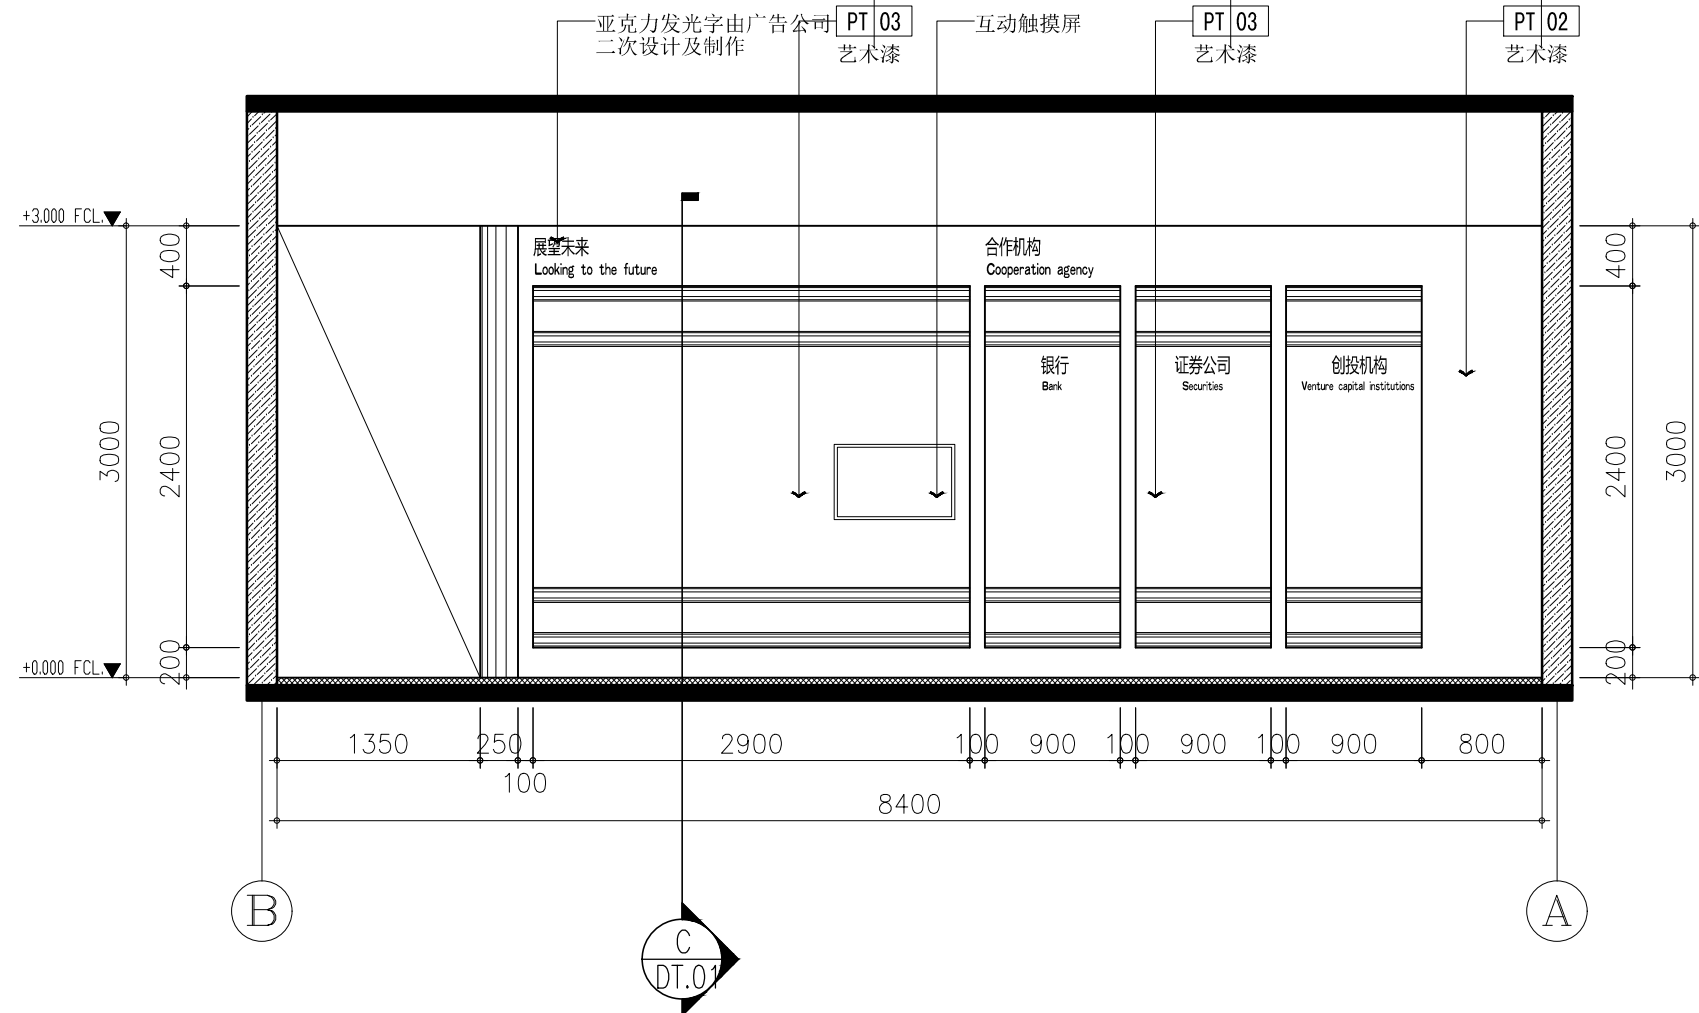 亚克力发光字由广告公司
二次设计及制作
PT 03
艺术漆
互动触摸屏
PT 03
艺术漆
PT 02
艺术漆
+3.000 FCL.
展望未来
Looking to the future
合作机构
Cooperation agency
400
400
银行
Bank
证券公司
Securities
创投机构
Venture capital institutions
3000
2400
2400
3000
+0.000 FCL.
200
200
1350
250
2900
100
900
100
900
100
900
800
100
8400
B
A
C
DT.01